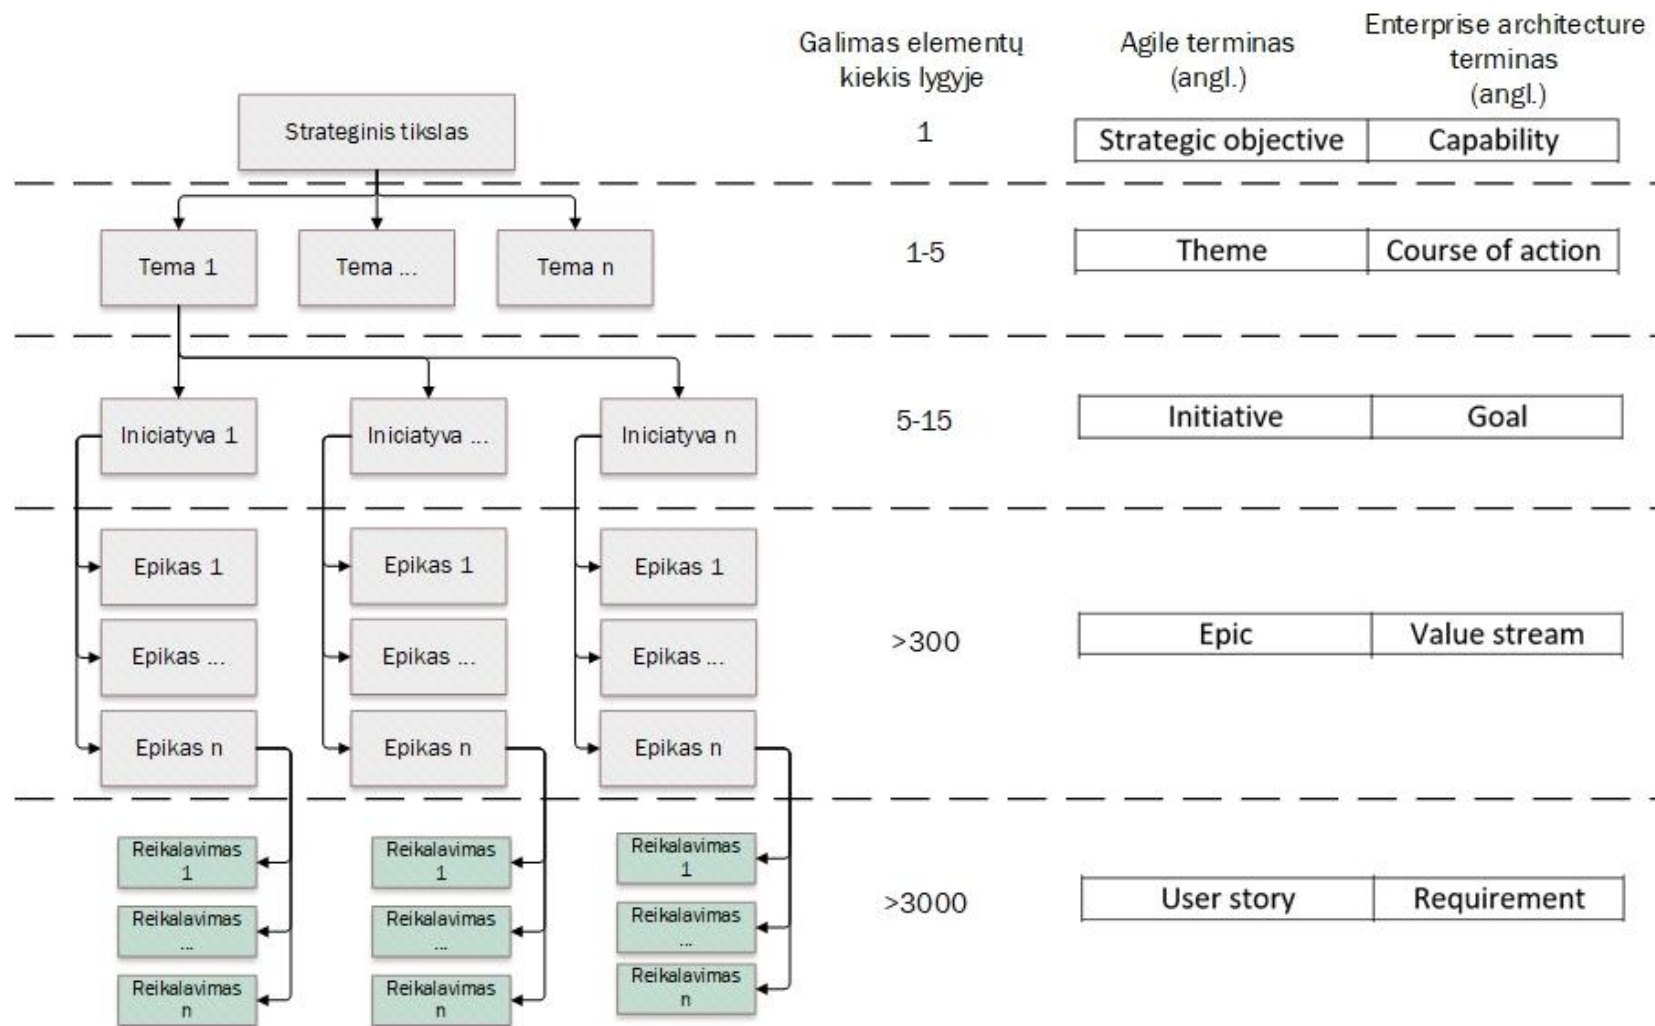 Galimas elementų
kiekis lygyje
Agile terminas
(angl.)
Enterprise architecture
terminas
(angl.)
Strateginis tikslas
1
Strategic objective
Capability
Tema 1
Tema ...
Tema n
1-5
Theme
Course of action
Iniciatyva 1
Iniciatyva ...
Iniciatyva n
5-15
Initiative
Goal
Epikas 1
Epikas 1
Epikas 1
Epikas ...
Epikas ...
Epikas ...
>300
Epic
Value stream
Epikas n
Epikas n
Epikas n
Reikalavimas
1
Reikalavimas
1
Reikalavimas
1
Reikalavimas
...
Reikalavimas
...
Reikalavimas
...
>3000
User story
Requirement
Reikalavimas
n
Reikalavimas
n
Reikalavimas
n